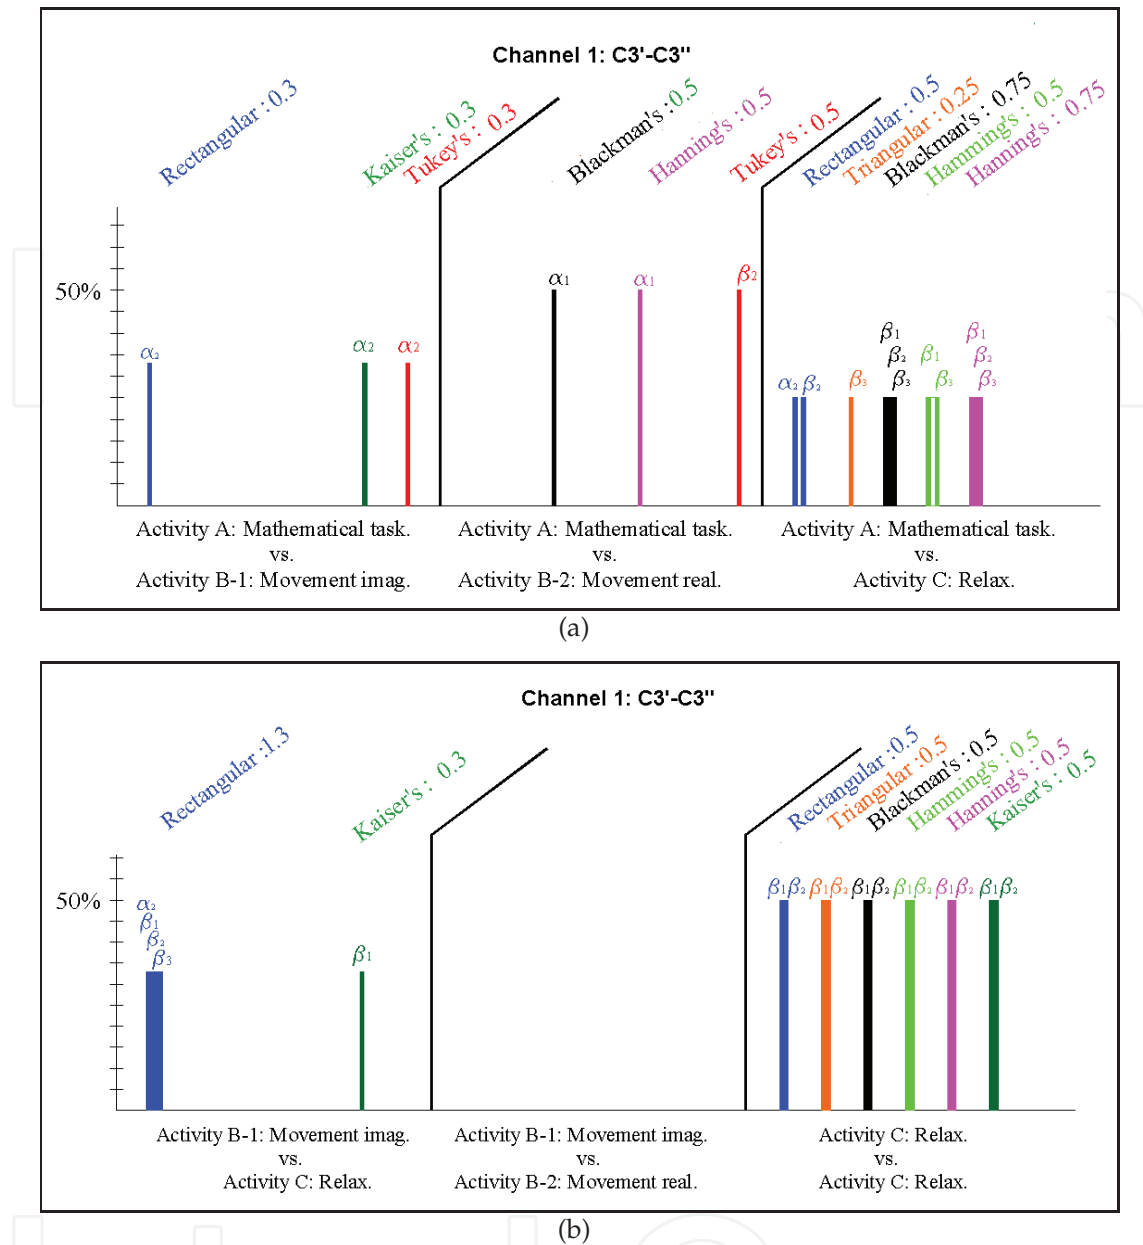 Channel 1: C3'-C3''
Rectangular : 0.3
Kaiser's : 0.3
Tukey's : 0.3
Blackman's : 0.5
Hanning's : 0.5
Tukey's : 0.5
Rectangular : 0.5
Triangular : 0.25
Blackman's : 0.75
Hamming's : 0.5
Hanning's : 0.75
50%
α2
α2
α2
α1
α1
β2
α2 β2
β3
β1
β2
β3
β1
β3
β1
β2
β3
Activity A: Mathematical task.
vs.
Activity B-1: Movement imag.
Activity A: Mathematical task.
vs.
Activity B-2: Movement real.
Activity A: Mathematical task.
vs.
Activity C: Relax.
(a)
Channel 1: C3'-C3''
Rectangular :1.3
Kaiser's : 0.3
Rectangular :0.5
Triangular :0.5
Blackman's : 0.5
Hamming's : 0.5
Hanning's : 0.5
Kaiser's : 0.5
50%
α2
β1
β2
β3
β1
β1β2
β1β2
β1β2
β1β2
β1β2
β1β2
Activity B-1: Movement imag.
vs.
Activity C: Relax.
Activity B-1: Movement imag.
vs.
Activity B-2: Movement real.
Activity C: Relax.
vs.
Activity C: Relax.
(b)